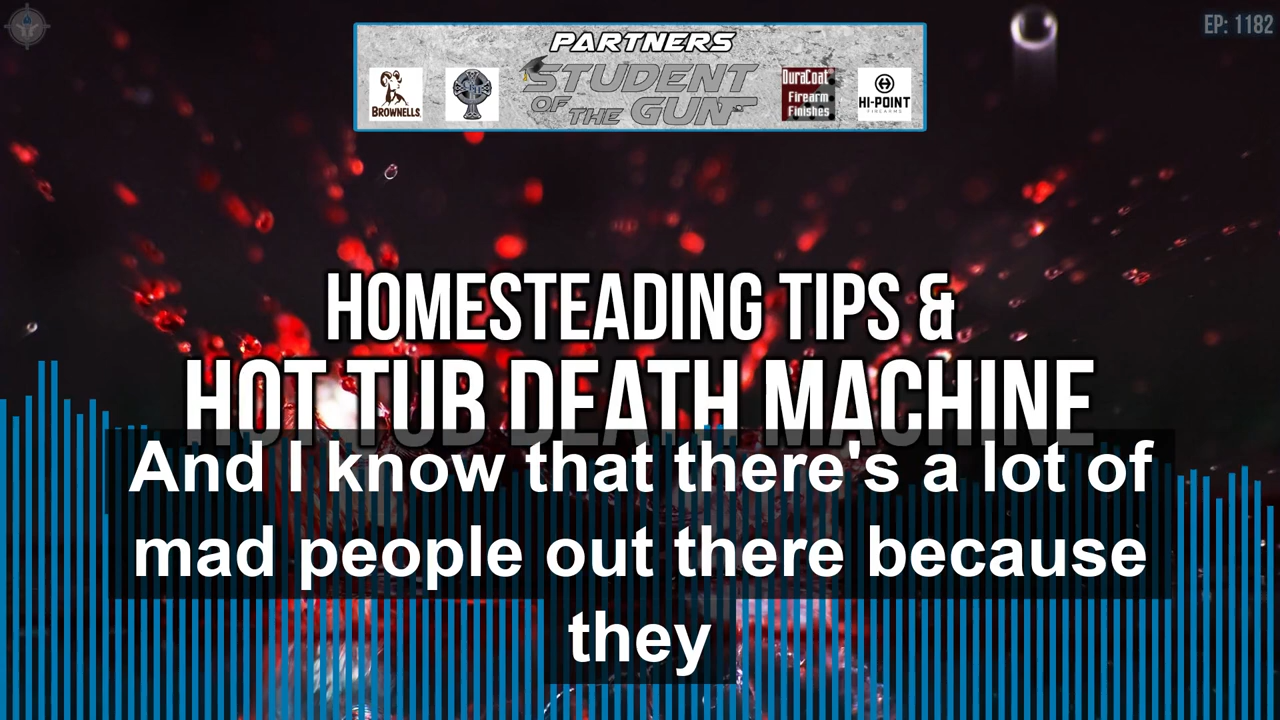 EP: 1182
PARTNERS
STUDENT
OF THE GUN
BROWNELLS
DuraCoat
Firearm
Finishes
HI-POINT
FIREARMS
HOMESTEADING TIPS &
HOT TUB DEATH MACHINE
And I know that there's a lot of
mad people out there because
they